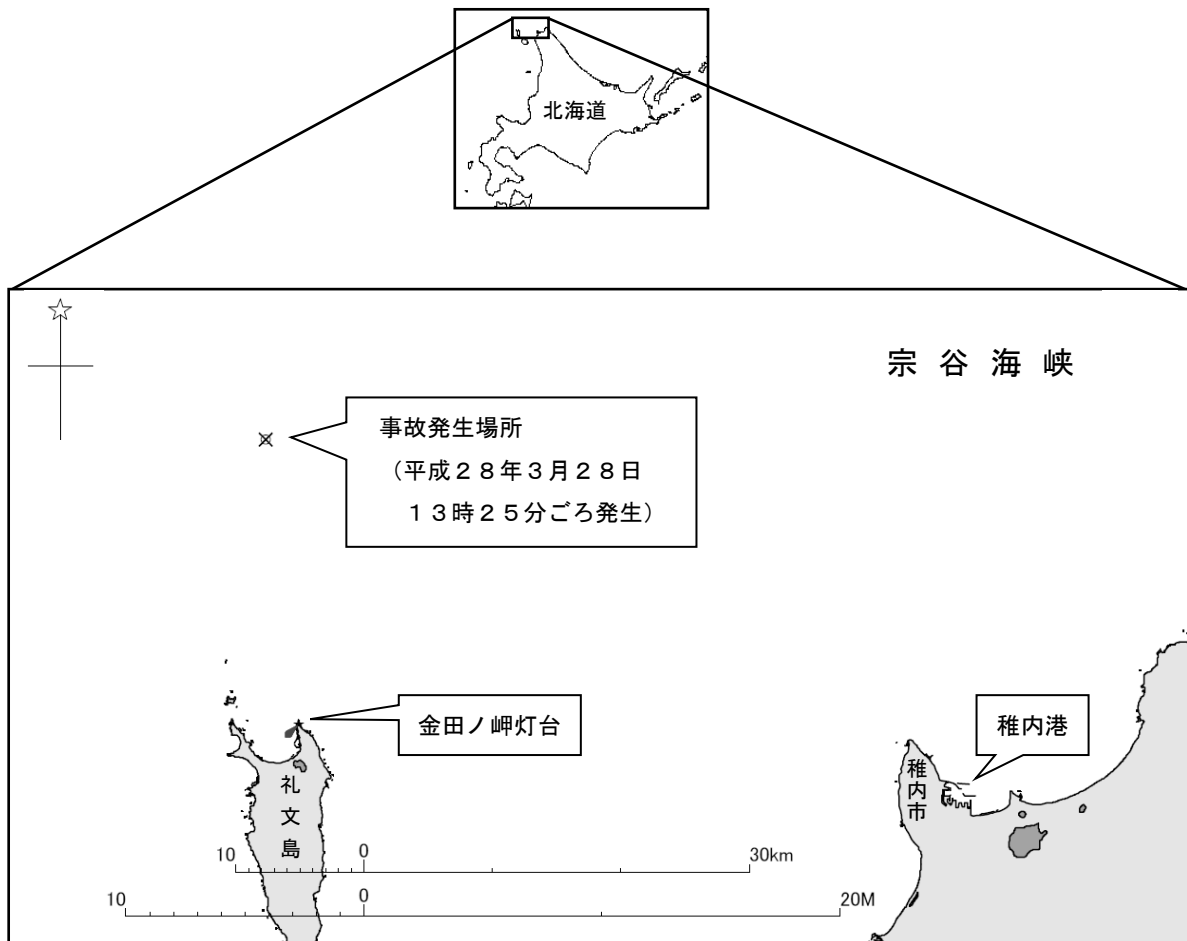 北海道
宗谷海峡
事故発生場所
（平成２８年３月２８日
１３時２５分ごろ発生）
金田ノ岬灯台
稚内港
稚内市
礼文島
10 0 30km
10 0 20M